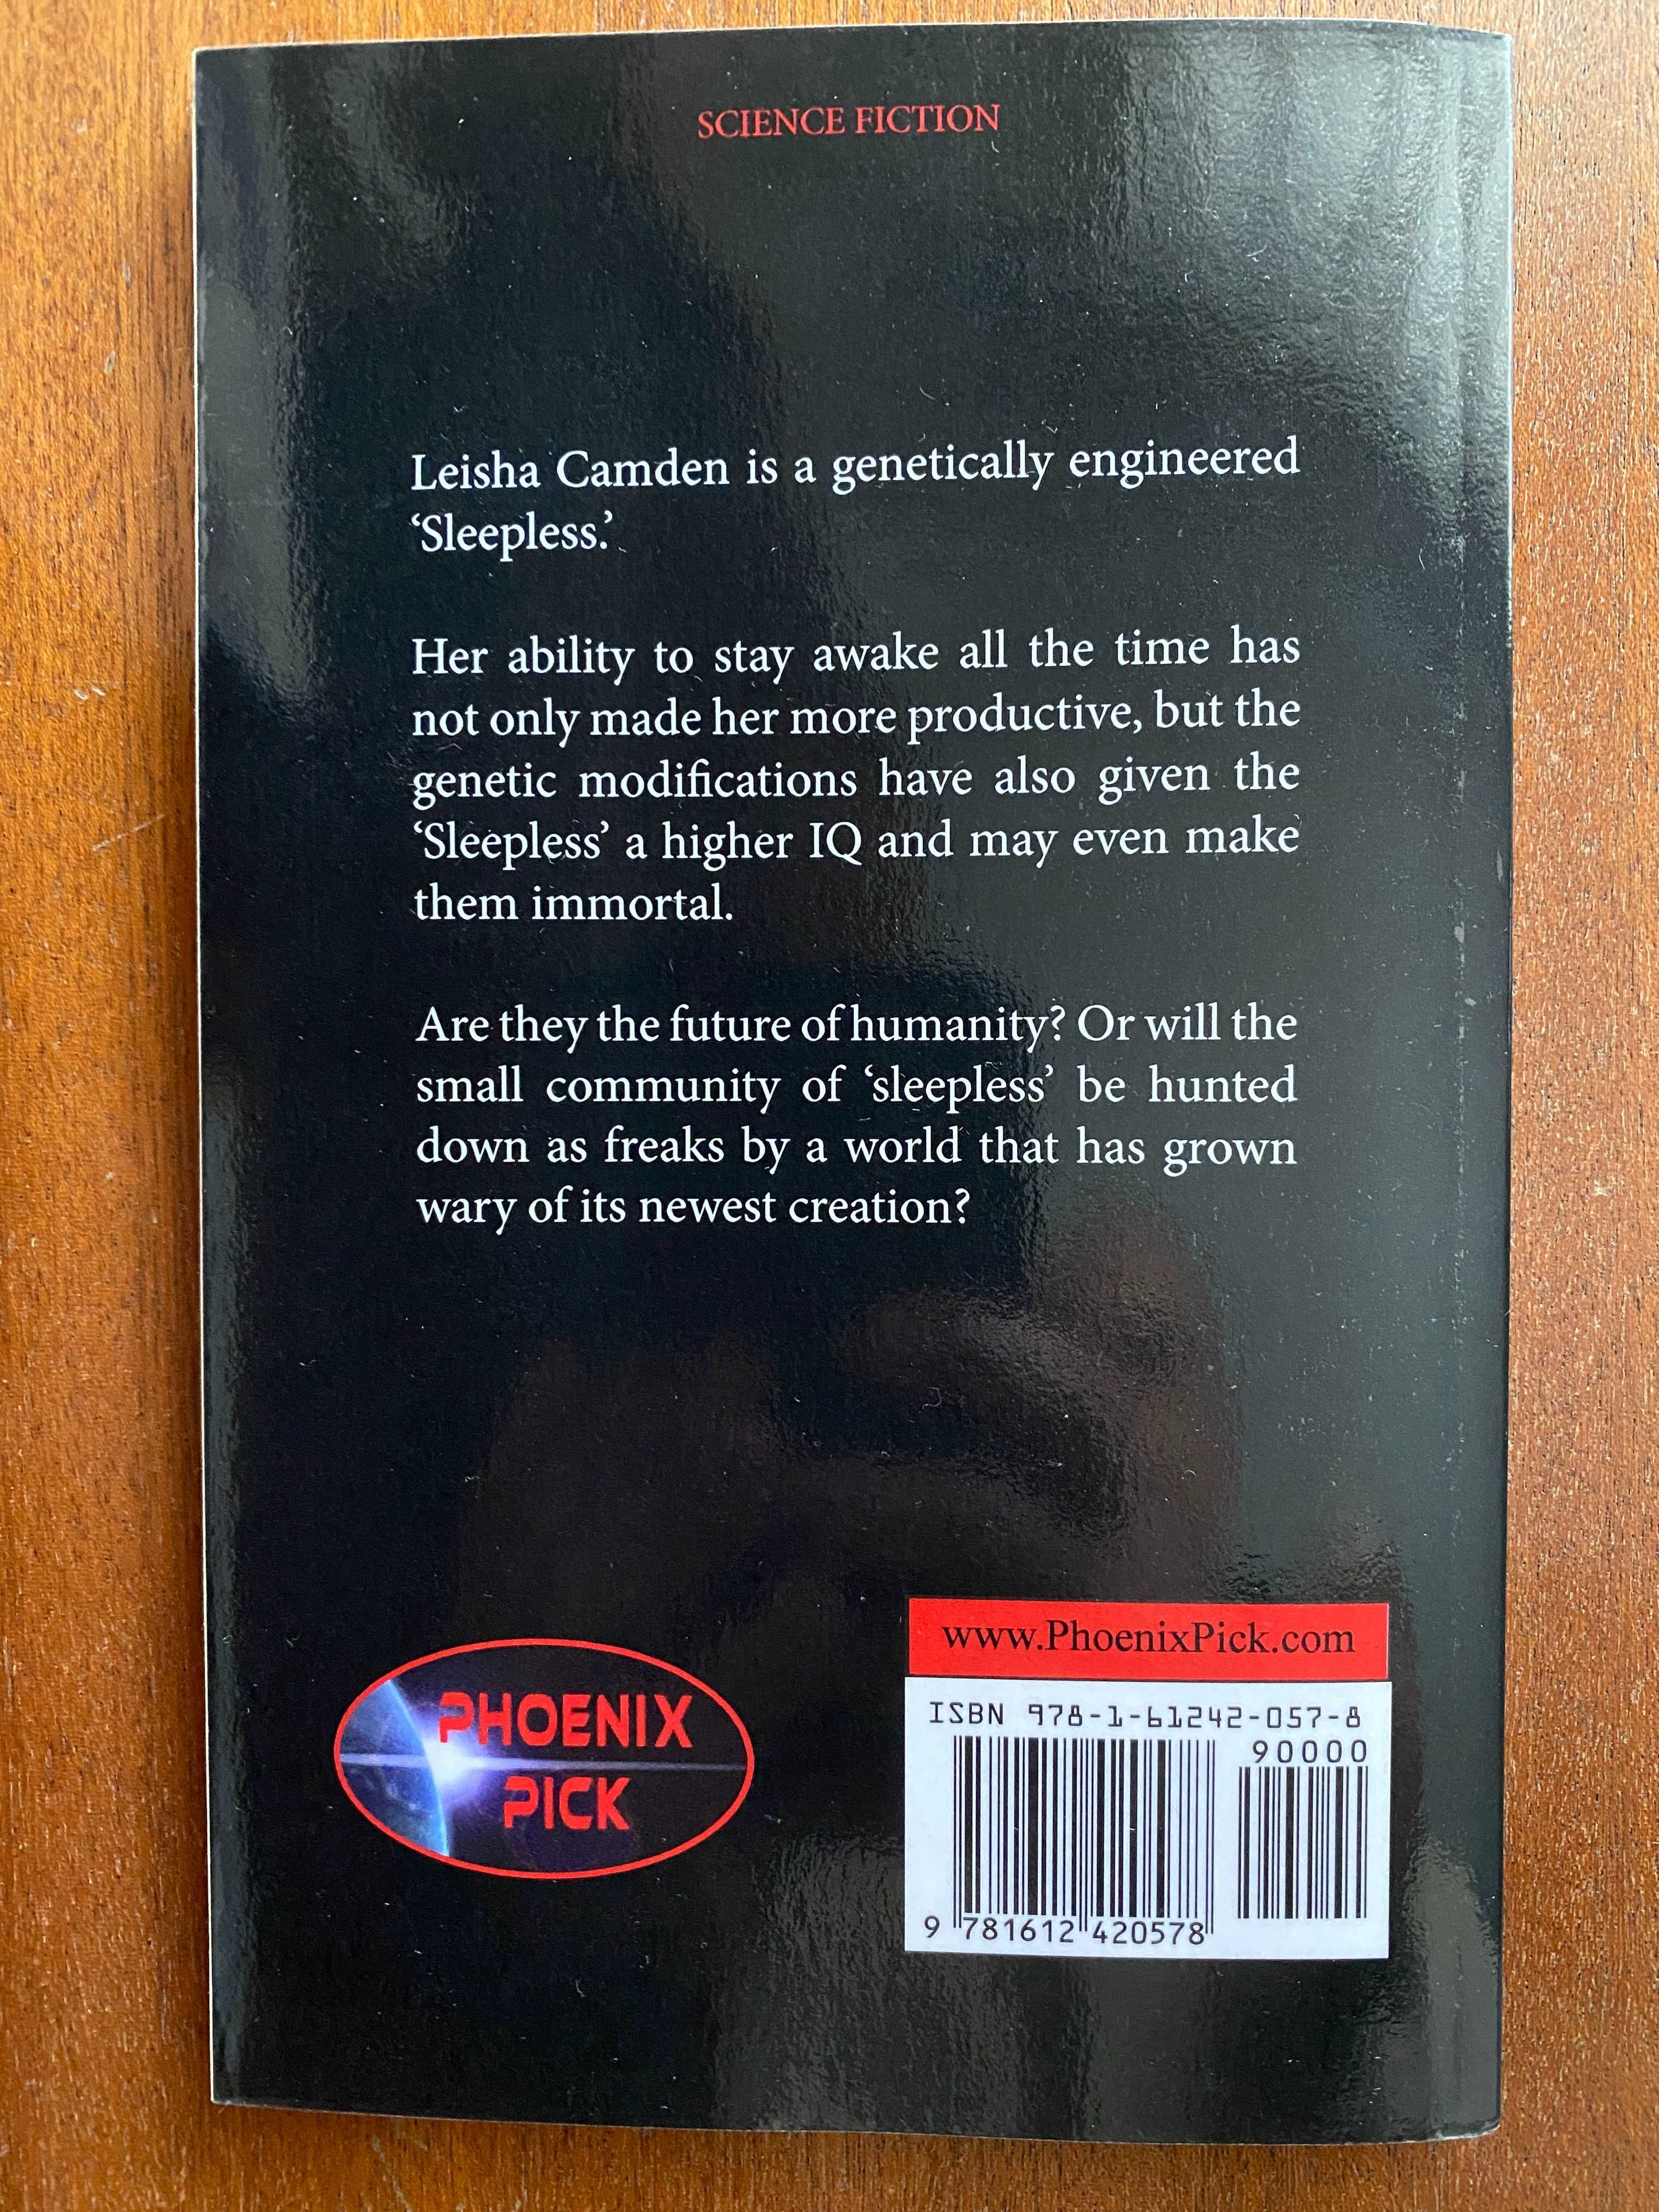 SCIENCE FICTION
Leisha Camden is a genetically engineered
‘Sleepless.’
Her ability to stay awake all the time has
not only made her more productive, but the
genetic modifications have also given the
‘Sleepless’ a higher IQ and may even make
them immortal.
Are they the future of humanity? Or will the
small community of ‘sleepless’ be hunted
down as freaks by a world that has grown
wary of its newest creation?
PHOENIX
PICK
www.PhoenixPick.com
ISBN 978-1-61242-057-8
90000
9 781612 420578